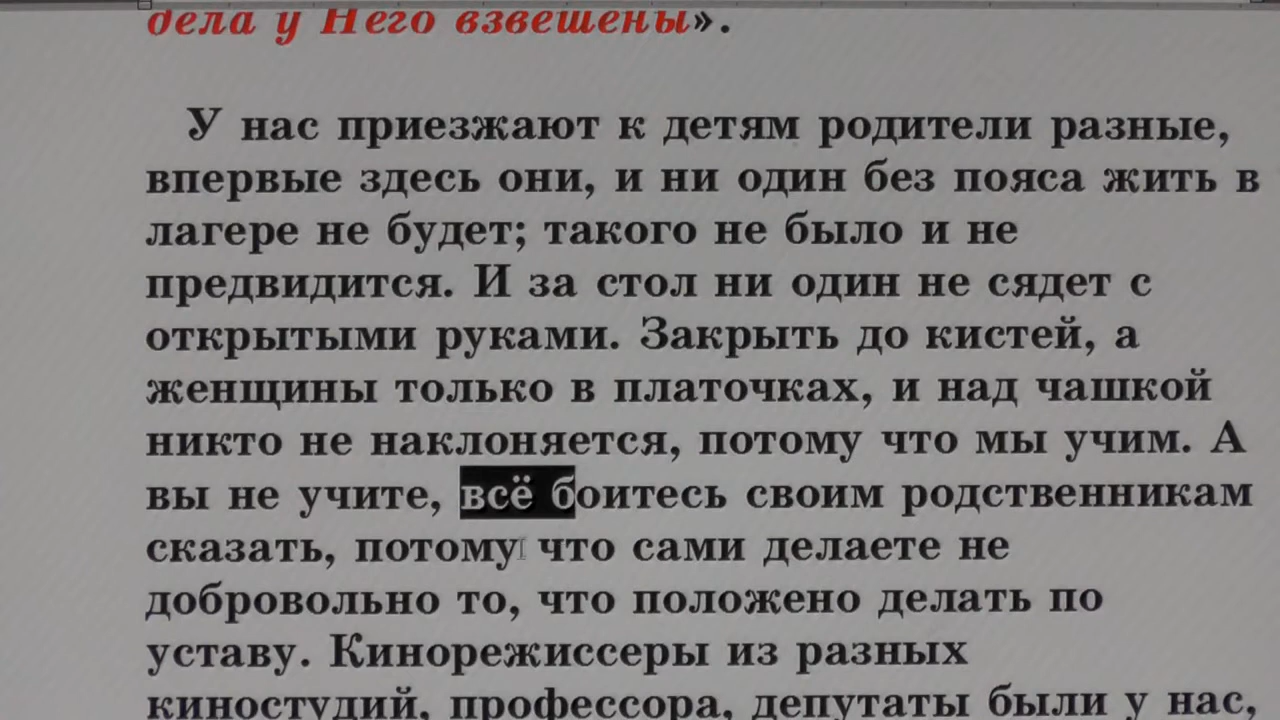 дела у Него взвешены».
У нас приезжают к детям родители разные,
впервые здесь они, и ни один без пояса жить в
лагере не будет; такого не было и не
предвидится. И за стол ни один не сядет с
открытыми руками. Закрыть до кистей, а
женщины только в платочках, и над чашкой
никто не наклоняется, потому что мы учим. А
вы не учите, всё боитесь своим родственникам
сказать, потому что сами делаете не
добровольно то, что положено делать по
уставу. Кинорежиссеры из разных
киностудий, профессора, депутаты были у нас,